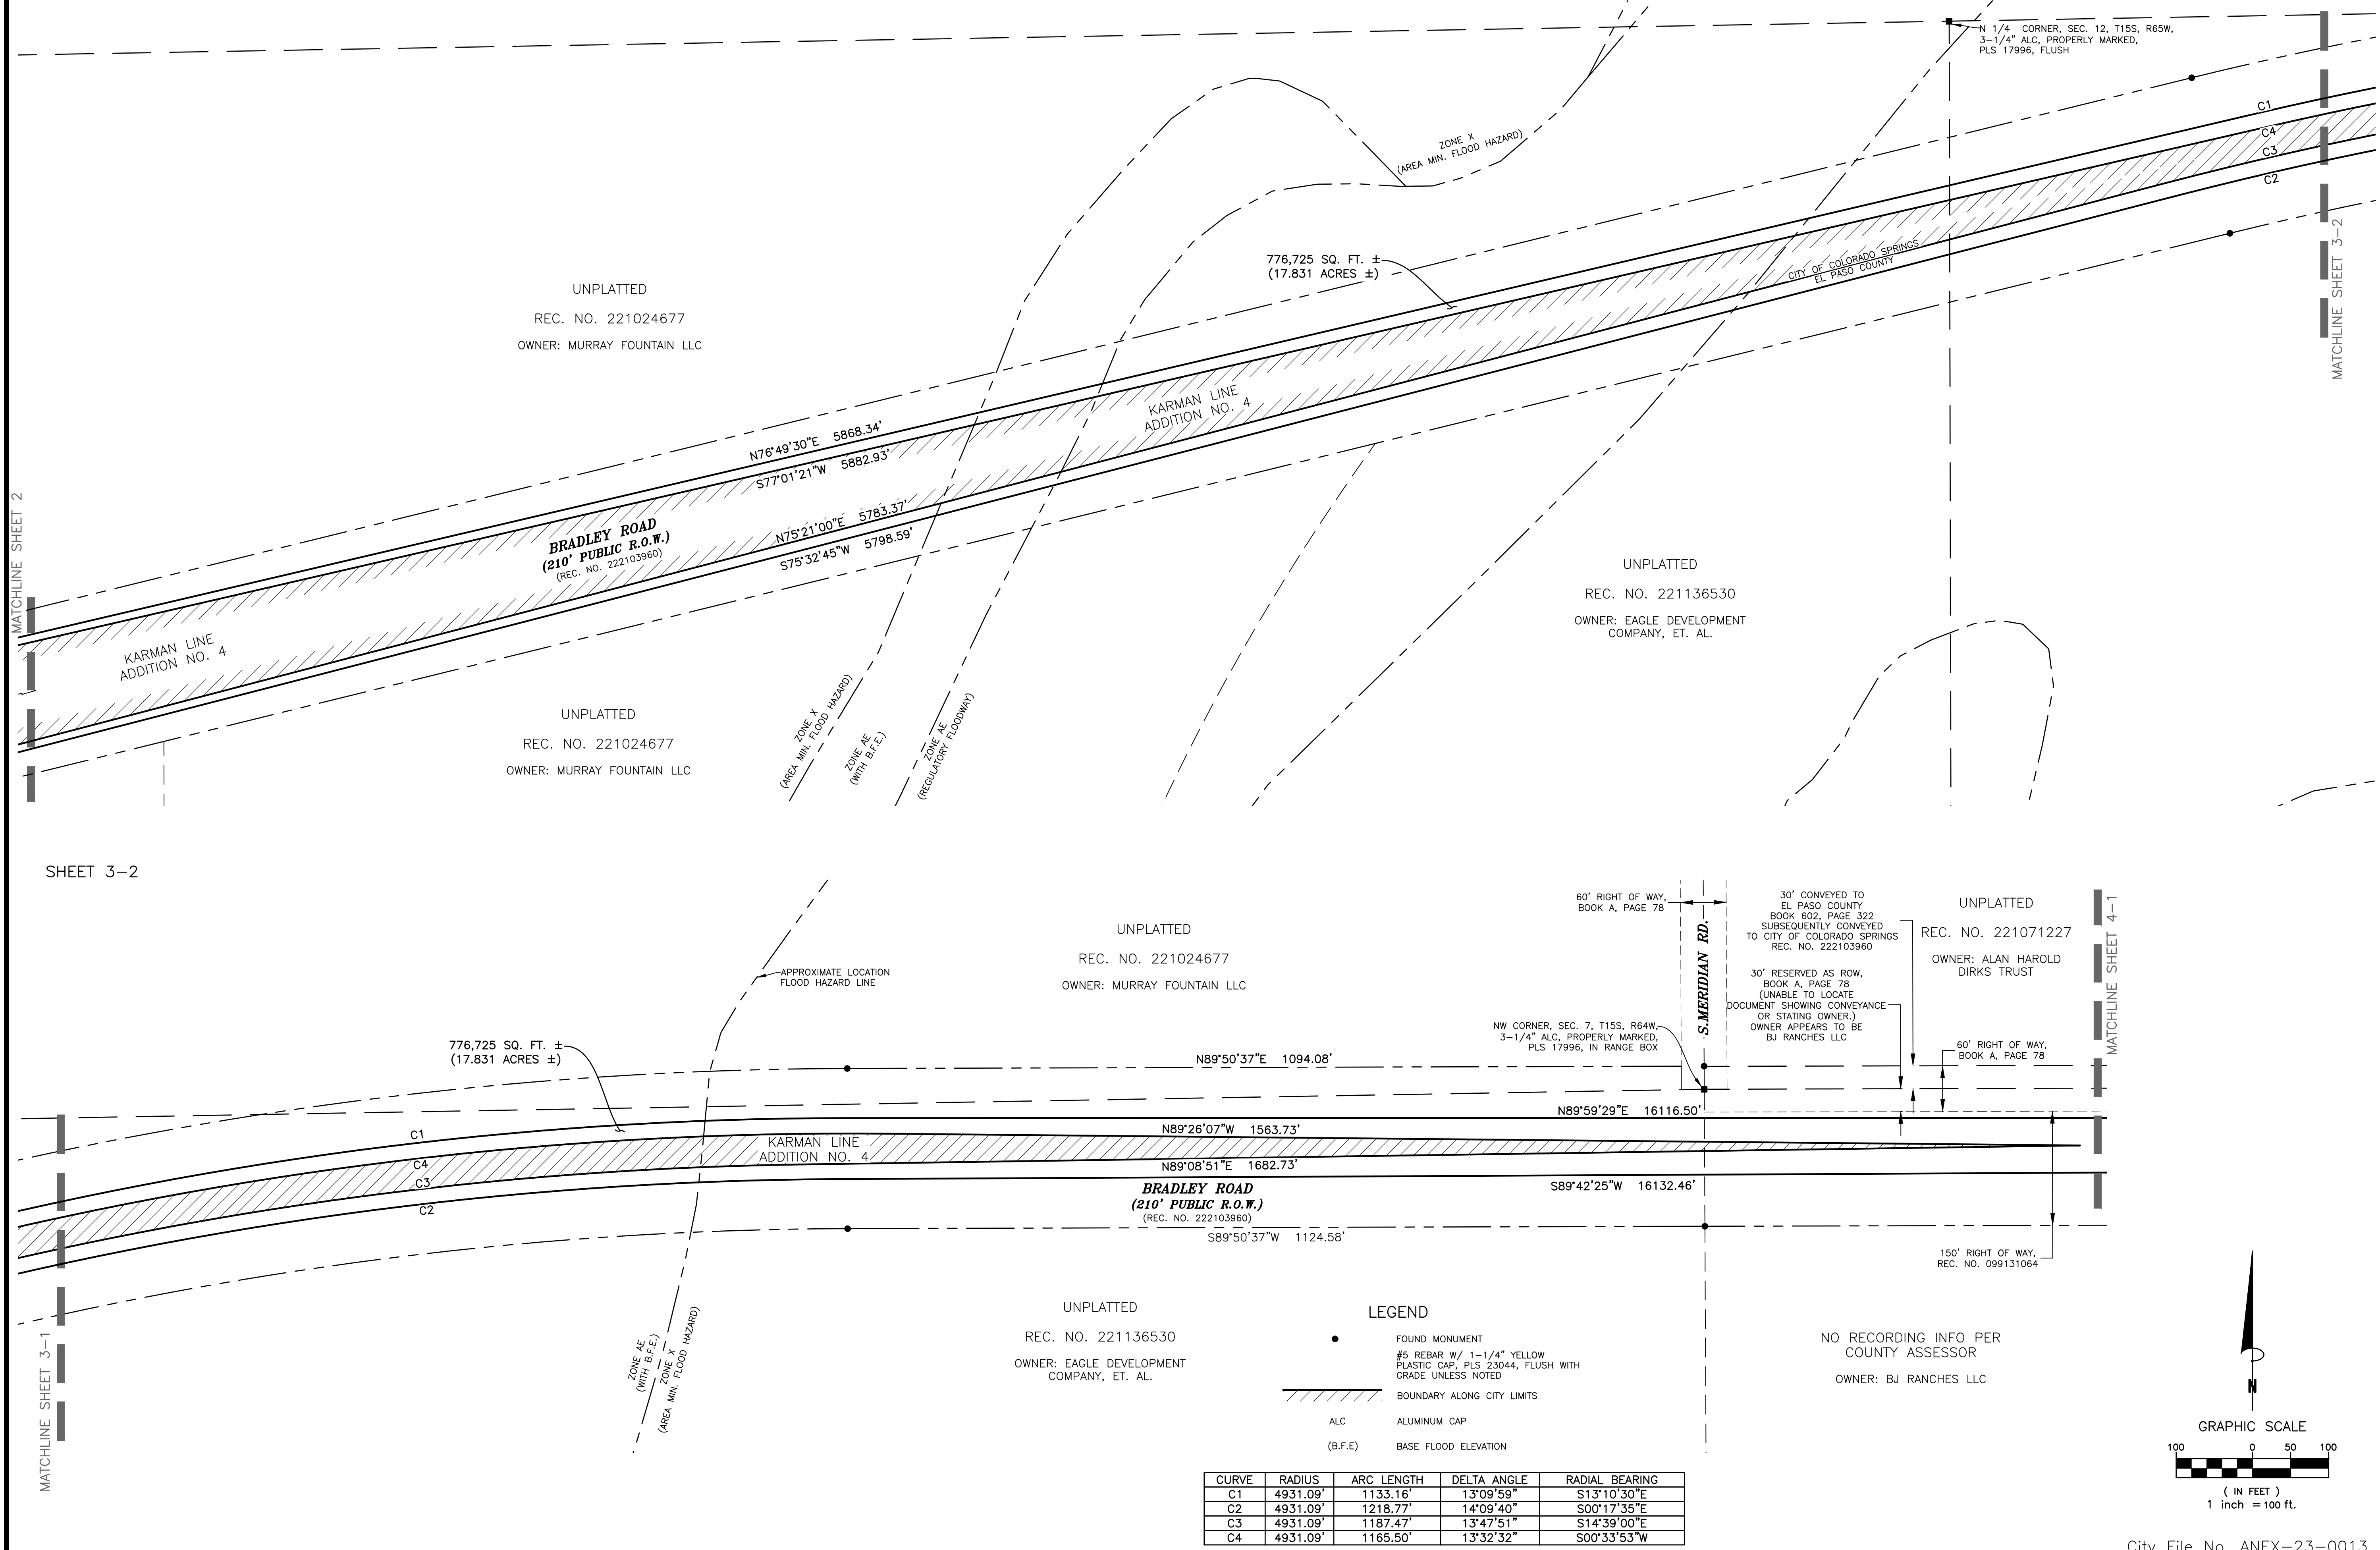 N 1/4 CORNER, SEC. 12, T15S, R65W,
3-1/4" ALC, PROPERLY MARKED,
PLS 17996, FLUSH
C1
C4
C3
C2
ZONE X
(AREA MIN. FLOOD HAZARD)
MATCHLINE SHEET 3-2
776,725 SQ. FT. ±
(17.831 ACRES ±)
CITY OF COLORADO SPRINGS
EL PASO COUNTY
UNPLATTED
REC. NO. 221024677
OWNER: MURRAY FOUNTAIN LLC
KARMAN LINE
ADDITION NO. 4
N76°49'30"E 5868.34'
S77°01'21"W 5882.93'
N75°21'00"E 5783.37'
S75°32'45"W 5798.59'
BRADLEY ROAD
(210' PUBLIC R.O.W.)
(REC. NO. 222103960)
MATCHLINE SHEET 2
KARMAN LINE
ADDITION NO. 4
UNPLATTED
REC. NO. 221136530
OWNER: EAGLE DEVELOPMENT
COMPANY, ET. AL.
UNPLATTED
REC. NO. 221024677
OWNER: MURRAY FOUNTAIN LLC
ZONE X
(AREA MIN. FLOOD HAZARD)
ZONE AE
(WITH B.F.E.)
ZONE AE
(REGULATORY FLOODWAY)
SHEET 3-2
APPROXIMATE LOCATION
FLOOD HAZARD LINE
UNPLATTED
REC. NO. 221024677
OWNER: MURRAY FOUNTAIN LLC
60' RIGHT OF WAY,
BOOK A, PAGE 78
S.MERIDIAN RD.
30' CONVEYED TO
EL PASO COUNTY
BOOK 602, PAGE 322
SUBSEQUENTLY CONVEYED
TO CITY OF COLORADO SPRINGS
REC. NO. 222103960
30' RESERVED AS ROW,
BOOK A, PAGE 78
(UNABLE TO LOCATE
DOCUMENT SHOWING CONVEYANCE
OR STATING OWNER.)
OWNER APPEARS TO BE
BJ RANCHES LLC
UNPLATTED
REC. NO. 221071227
OWNER: ALAN HAROLD
DIRKS TRUST
MATCHLINE SHEET 4-1
NW CORNER, SEC. 7, T15S, R64W,
3-1/4" ALC, PROPERLY MARKED,
PLS 17996, IN RANGE BOX
60' RIGHT OF WAY,
BOOK A, PAGE 78
776,725 SQ. FT. ±
(17.831 ACRES ±)
N89°50'37"E 1094.08'
N89°59'29"E 16116.50'
C1
C4
C3
C2
KARMAN LINE
ADDITION NO. 4
N89°26'07"W 1563.73'
N89°08'51"E 1682.73'
S89°42'25"W 16132.46'
BRADLEY ROAD
(210' PUBLIC R.O.W.)
(REC. NO. 222103960)
S89°50'37"W 1124.58'
150' RIGHT OF WAY,
REC. NO. 099131064
MATCHLINE SHEET 3-1
ZONE AE
(WITH B.F.E.)
ZONE X
(AREA MIN. FLOOD HAZARD)
UNPLATTED
REC. NO. 221136530
OWNER: EAGLE DEVELOPMENT
COMPANY, ET. AL.
LEGEND
FOUND MONUMENT
#5 REBAR W/ 1-1/4" YELLOW
PLASTIC CAP, PLS 23044, FLUSH WITH
GRADE UNLESS NOTED
BOUNDARY ALONG CITY LIMITS
ALC ALUMINUM CAP
(B.F.E) BASE FLOOD ELEVATION
NO RECORDING INFO PER
COUNTY ASSESSOR
OWNER: BJ RANCHES LLC
N
GRAPHIC SCALE
100 0 50 100
( IN FEET )
1 inch = 100 ft.
CURVE RADIUS ARC LENGTH DELTA ANGLE RADIAL BEARING
C1 4931.09' 1133.16' 13°09'59" S13°10'30"E
C2 4931.09' 1218.77' 14°09'40" S00°17'35"E
C3 4931.09' 1187.47' 13°47'51" S14°39'00"E
C4 4931.09' 1165.50' 13°32'32" S00°33'53"W
City File No. ANEX-23-0013